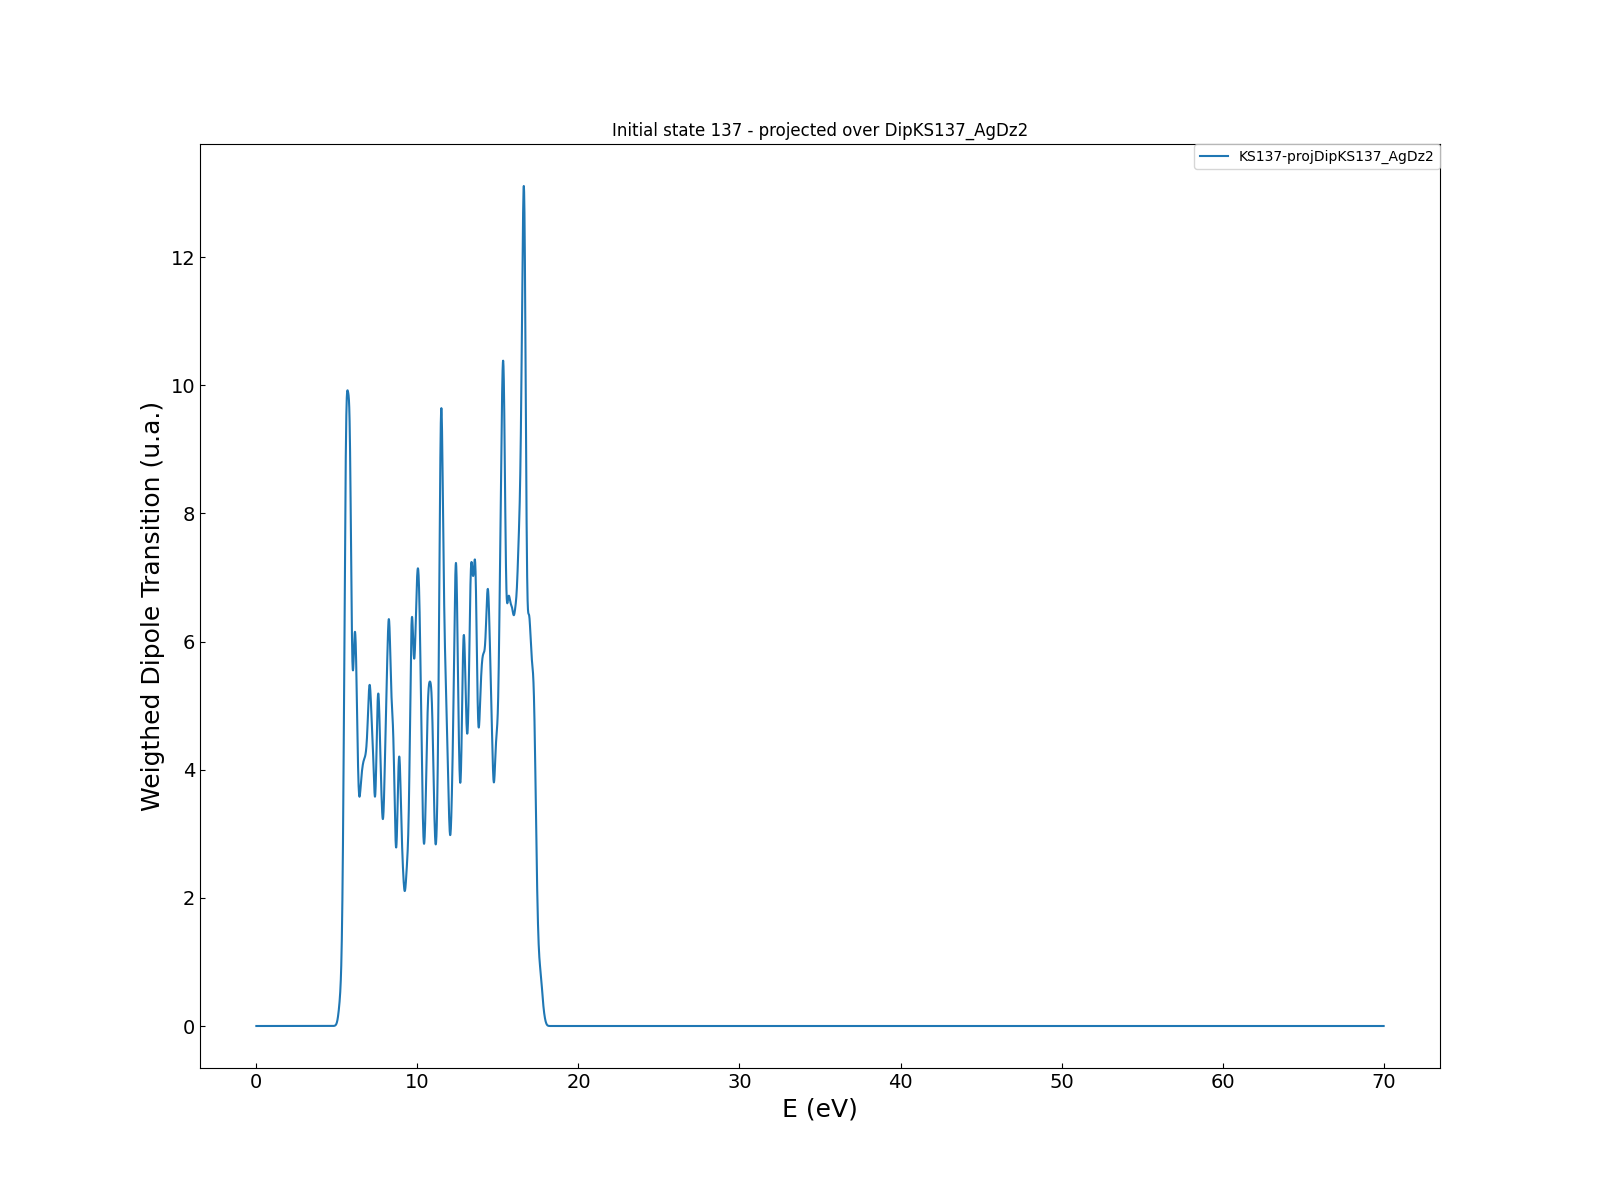 Initial state 137 - projected over DipKS137_AgDz2
KS137-projDipKS137_AgDz2
Weigthed Dipole Transition (u.a.)
12
10
8
6
4
2
0
0 10 20 30 40 50 60 70
E (eV)